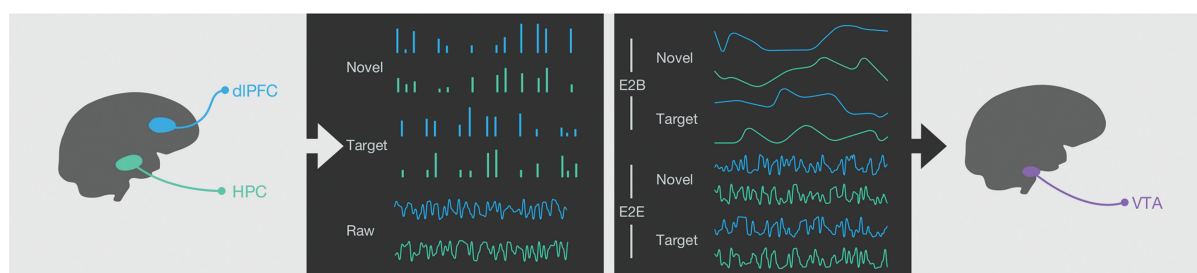 dlPFC
HPC
Novel
Target
Raw
E2B
Novel
Target
E2E
Novel
Target
VTA